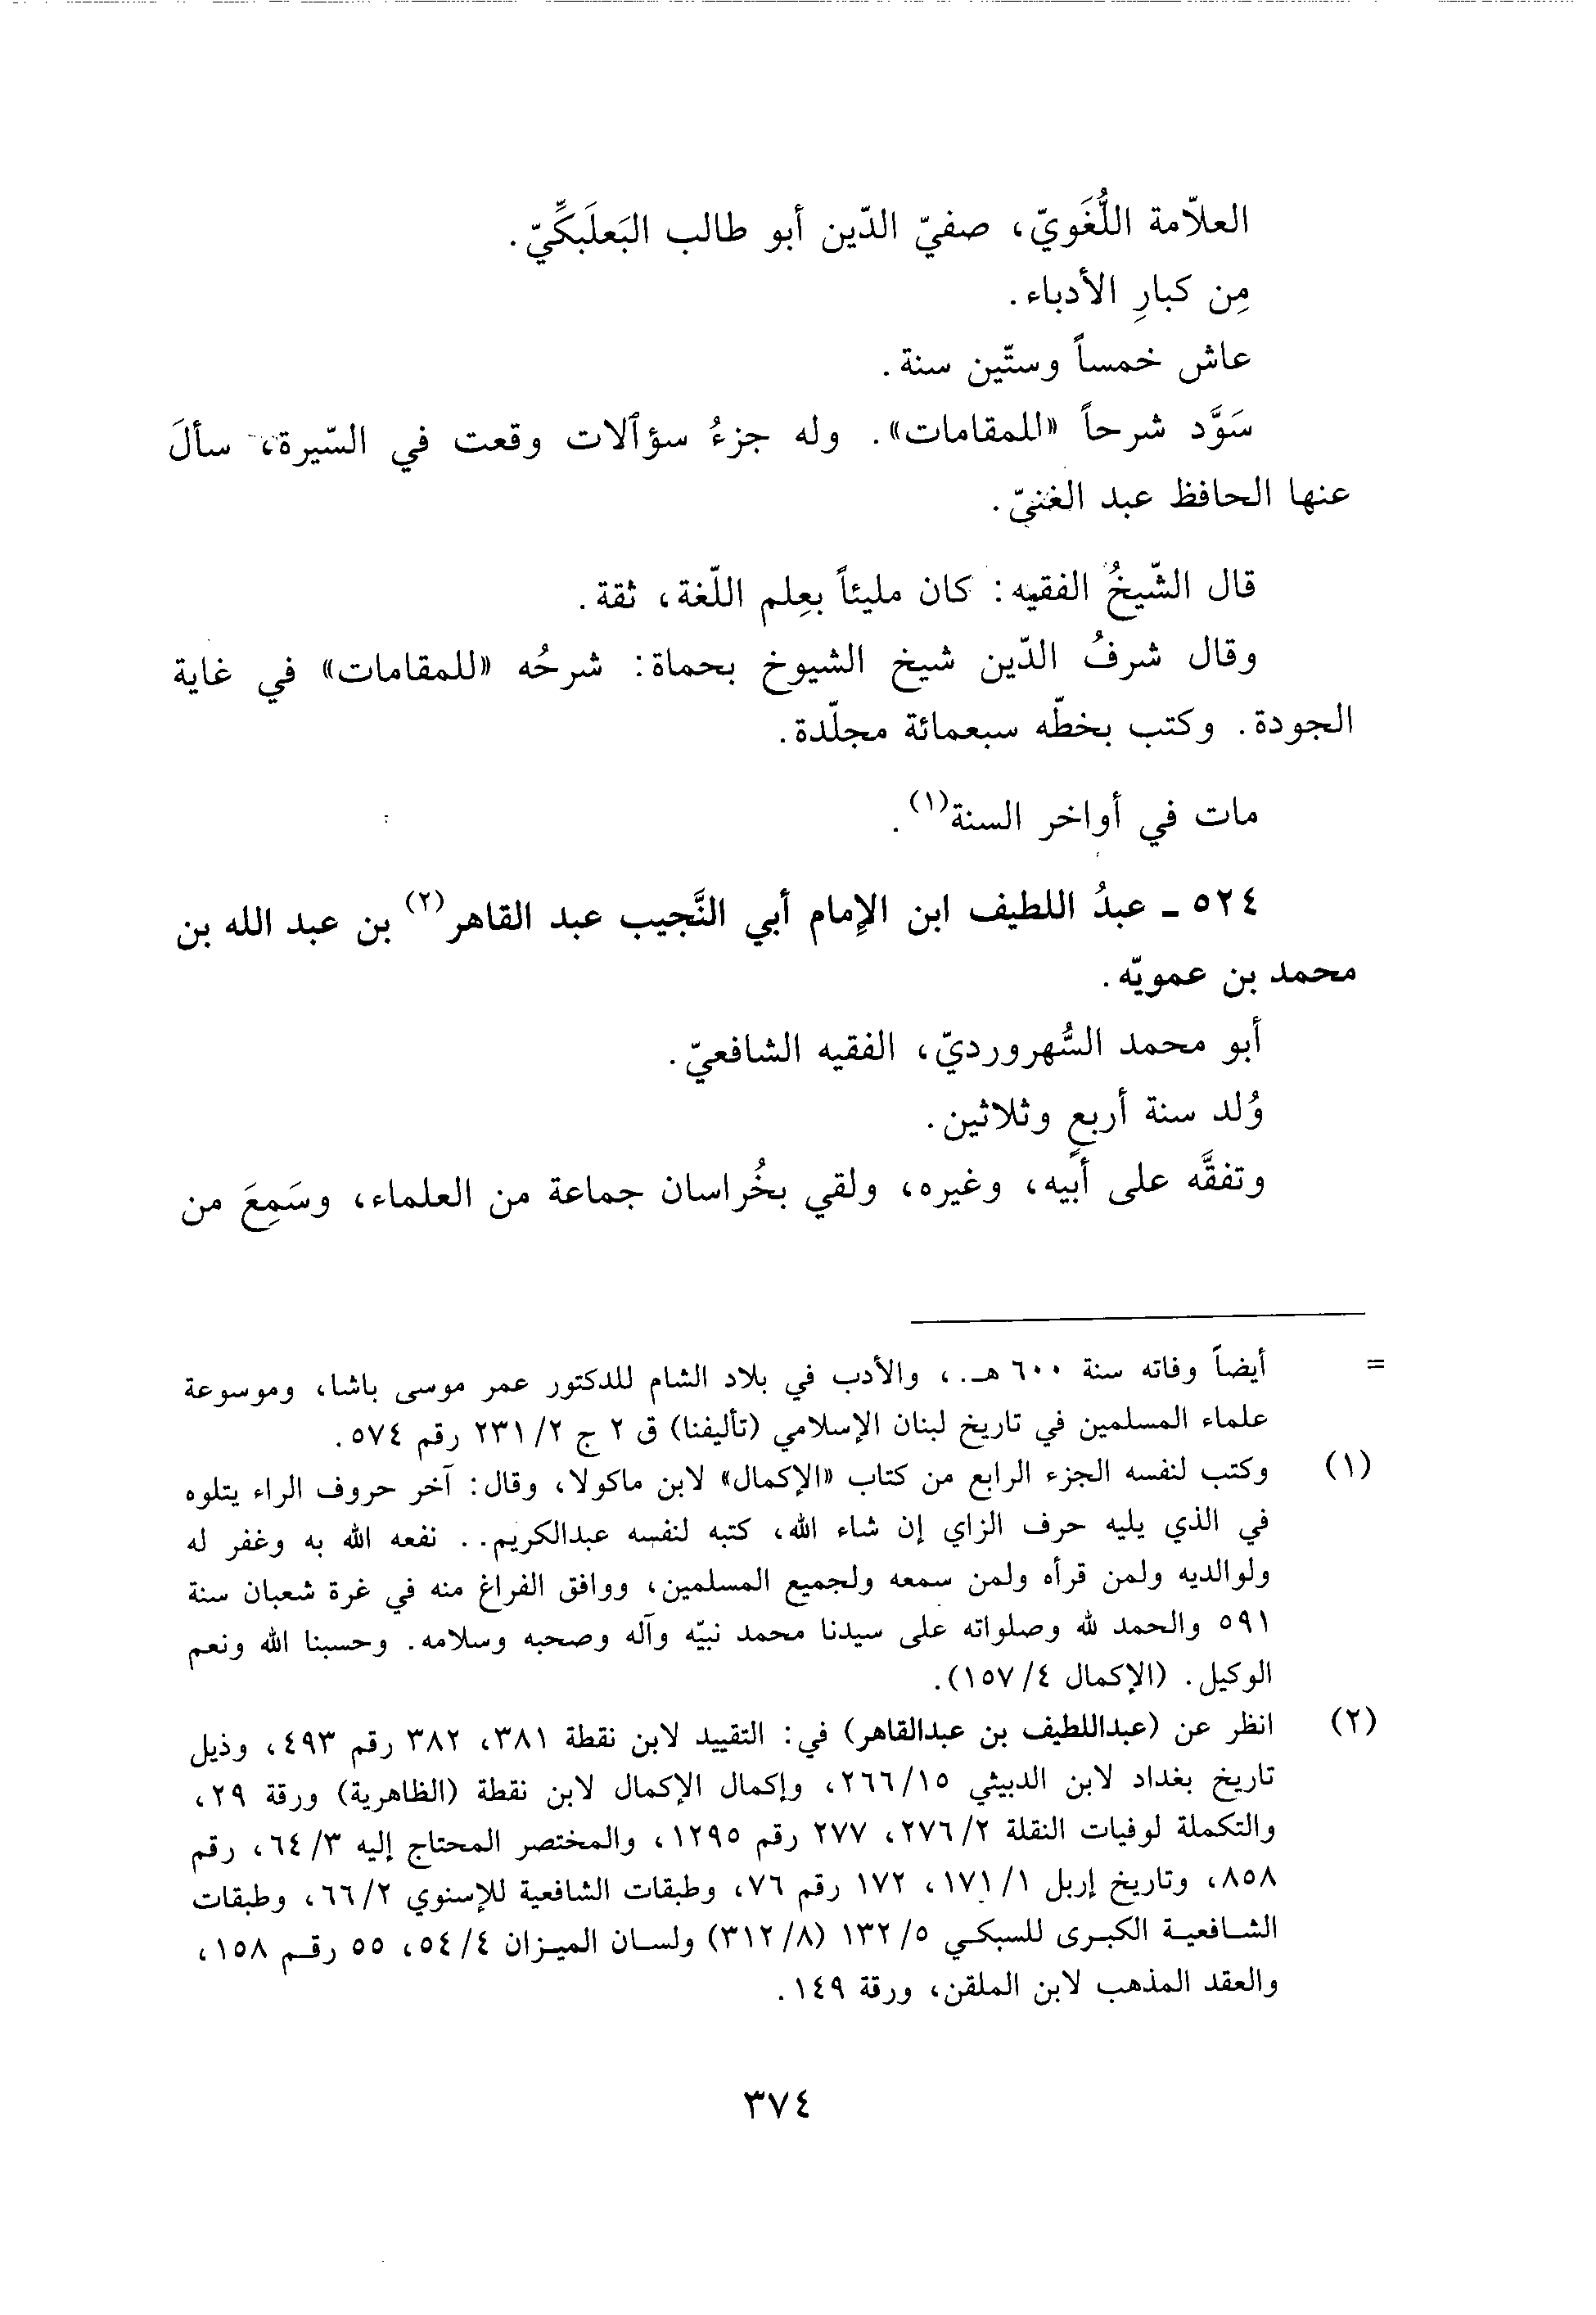 العلاّمة اللُّغَويّ، صفيّ الدّين أبو طالب البَعلَبكِّيّ.
مِن كبارِ الأدباء.
عاش خمساً وستّين سنة.
سَوَّد شرحاً «للمقامات». وله جزءُ سؤآلات وقعت في السّيرة، سألَ
عنها الحافظ عبد الغنيّ.
قال الشّيخُ الفقيه: كان مليئاً بعِلم اللّغة، ثقة.
وقال شرفُ الدّين شيخ الشيوخ بحماة: شرحُه «للمقامات» في غاية
الجودة. وكتب بخطّه سبعمائة مجلّدة.
مات في أواخر السنة(١).
٥٢٤ ـ عبدُ اللطيف ابن الإمام أبي النَّجيب عبد القاهر(٢) بن عبد الله بن
محمد بن عمويّه.
أبو محمد السُّهرورديّ، الفقيه الشافعيّ.
وُلد سنة أربعٍ وثلاثين.
وتفقَّه على أبيه، وغيره، ولقي بخُراسان جماعة من العلماء، وسَمِعَ من
= أيضاً وفاته سنة ٦٠٠ هـ.، والأدب في بلاد الشام للدكتور عمر موسى باشا، وموسوعة
علماء المسلمين في تاريخ لبنان الإسلامي (تأليفنا) ق ٢ ج ٢/ ٢٣١ رقم ٥٧٤.
(١) وكتب لنفسه الجزء الرابع من كتاب «الإكمال» لابن ماكولا، وقال: آخر حروف الراء يتلوه
في الذي يليه حرف الزاي إن شاء الله، كتبه لنفسه عبدالكريم.. نفعه الله به وغفر له
ولوالديه ولمن قرأه ولمن سمعه ولجميع المسلمين، ووافق الفراغ منه في غرة شعبان سنة
٥٩١ والحمد لله وصلواته على سيدنا محمد نبيّه وآله وصحبه وسلامه. وحسبنا الله ونعم
الوكيل. (الإكمال ٤/ ١٥٧).
(٢) انظر عن (عبداللطيف بن عبدالقاهر) في: التقييد لابن نقطة ٣٨١، ٣٨٢ رقم ٤٩٣، وذيل
تاريخ بغداد لابن الدبيثي ١٥/ ٢٦٦، وإكمال الإكمال لابن نقطة (الظاهرية) ورقة ٢٩،
والتكملة لوفيات النقلة ٢/ ٢٧٦، ٢٧٧ رقم ١٢٩٥، والمختصر المحتاج إليه ٣/ ٦٤، رقم
٨٥٨، وتاريخ إربل ١/ ١٧١، ١٧٢ رقم ٧٦، وطبقات الشافعية للإسنوي ٢/ ٦٦، وطبقات
الشافعية الكبرى للسبكي ٥/ ١٣٢ (٨/ ٣١٢) ولسان الميزان ٤/ ٥٤، ٥٥ رقم ١٥٨،
والعقد المذهب لابن الملقن، ورقة ١٤٩.
٣٧٤